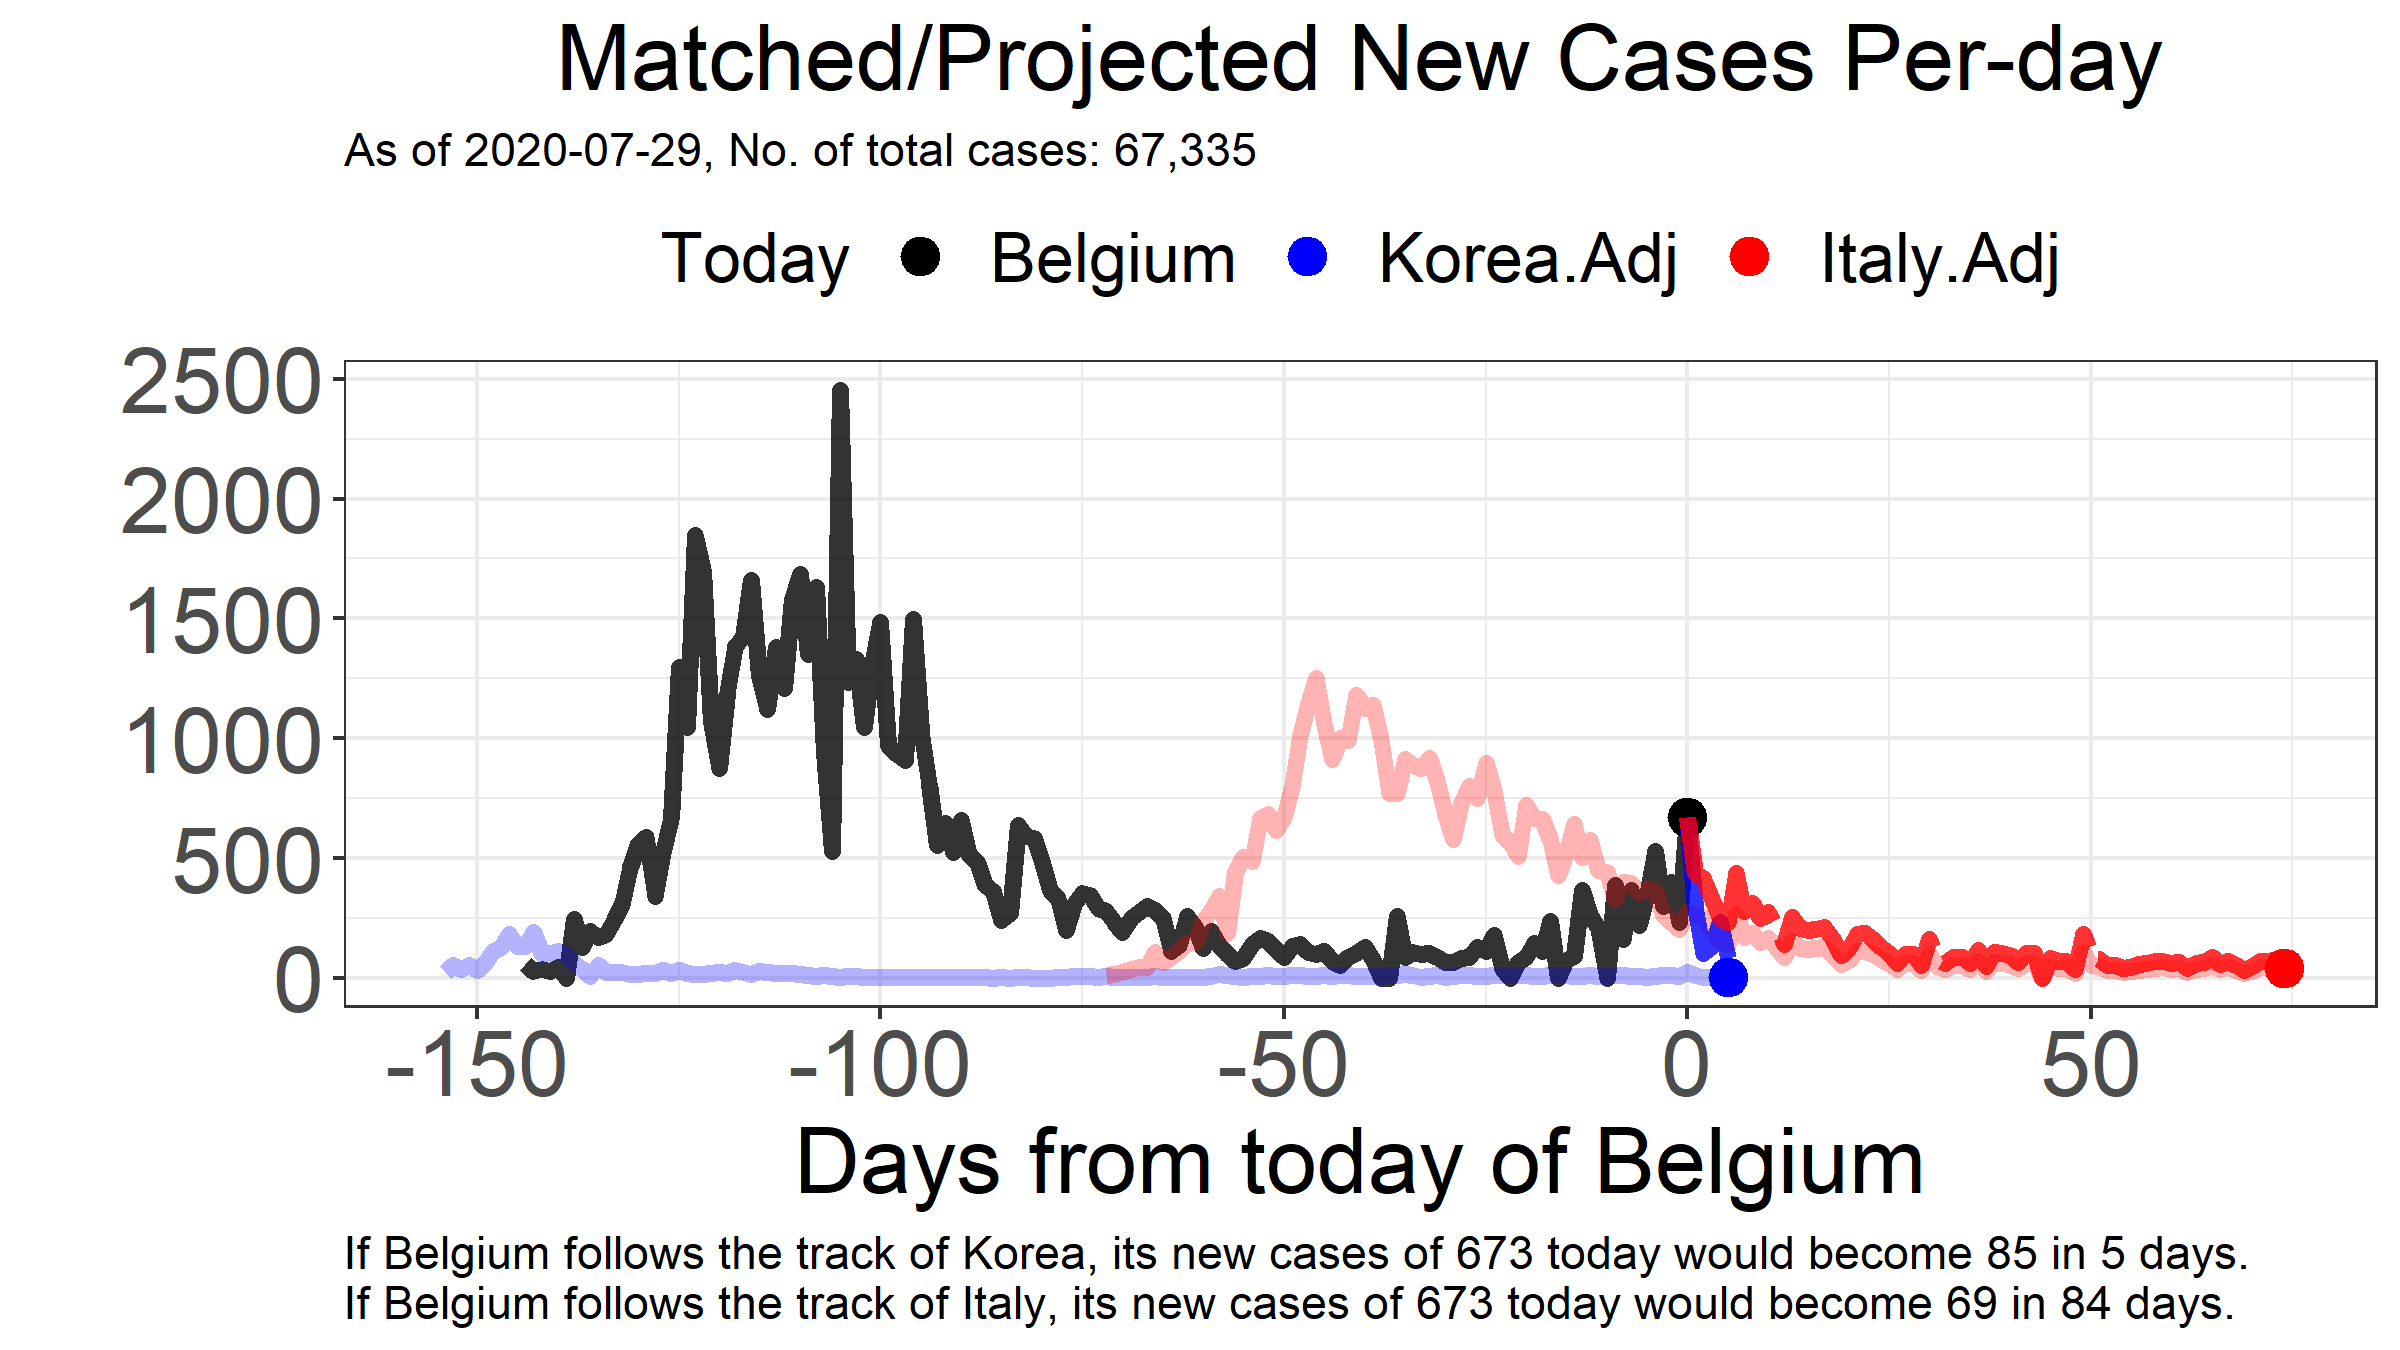 Matched/Projected New Cases Per-day
As of 2020-07-29, No. of total cases: 67,335
Today Belgium Korea.Adj Italy.Adj
2500
2000
1500
1000
500
0
-150 -100 -50 0 50
Days from today of Belgium
If Belgium follows the track of Korea, its new cases of 673 today would become 85 in 5 days.
If Belgium follows the track of Italy, its new cases of 673 today would become 69 in 84 days.